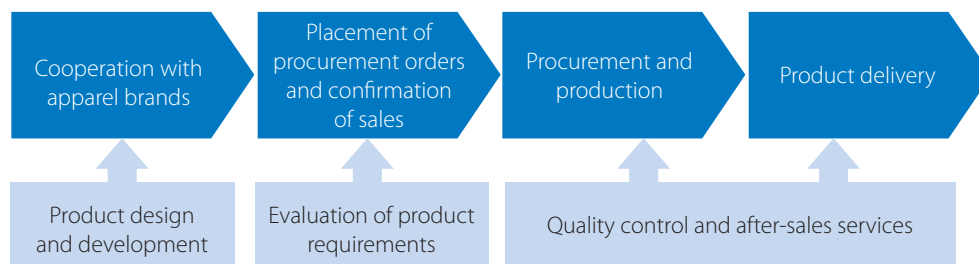 Cooperation with
apparel brands
Placement of
procurement orders
and confirmation
of sales
Procurement and
production
Product delivery
Product design
and development
Evaluation of product
requirements
Quality control and after-sales services